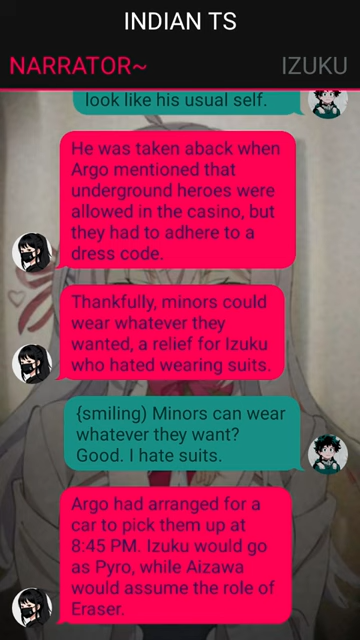 INDIAN TS
NARRATOR~ IZUKU
look like his usual self.
He was taken aback when
Argo mentioned that
underground heroes were
allowed in the casino, but
they had to adhere to a
dress code.
Thankfully, minors could
wear whatever they
wanted, a relief for Izuku
who hated wearing suits.
{smiling) Minors can wear
whatever they want?
Good. I hate suits.
Argo had arranged for a
car to pick them up at
8:45 PM. Izuku would go
as Pyro, while Aizawa
would assume the role of
Eraser.